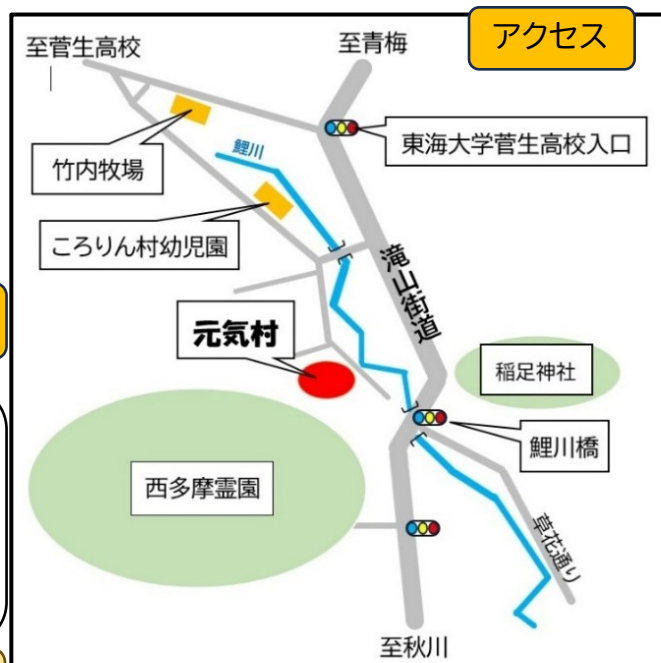 アクセス
至菅生高校
至青梅
東海大学菅生高校入口
竹内牧場
鯉川
ころりん村幼児園
滝山街道
元気村
稲足神社
鯉川橋
西多摩霊園
草花通り
至秋川